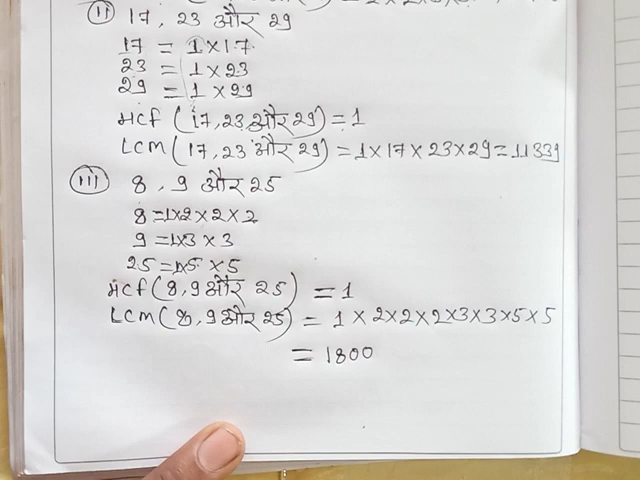 (ii) 17, 23 और 29
17 = 1×17
23 = 1×23
29 = 1×29
HCf (17, 23 और 29) = 1
LCM (17, 23 और 29) = 1×17×23×29 = 11339
(iii) 8, 9 और 25
8 = 1×2×2×2
9 = 1×3×3
25 = 1×5×5
HCf (8, 9 और 25) = 1
LCM (8, 9 और 25) = 1×2×2×2×3×3×5×5
= 1800